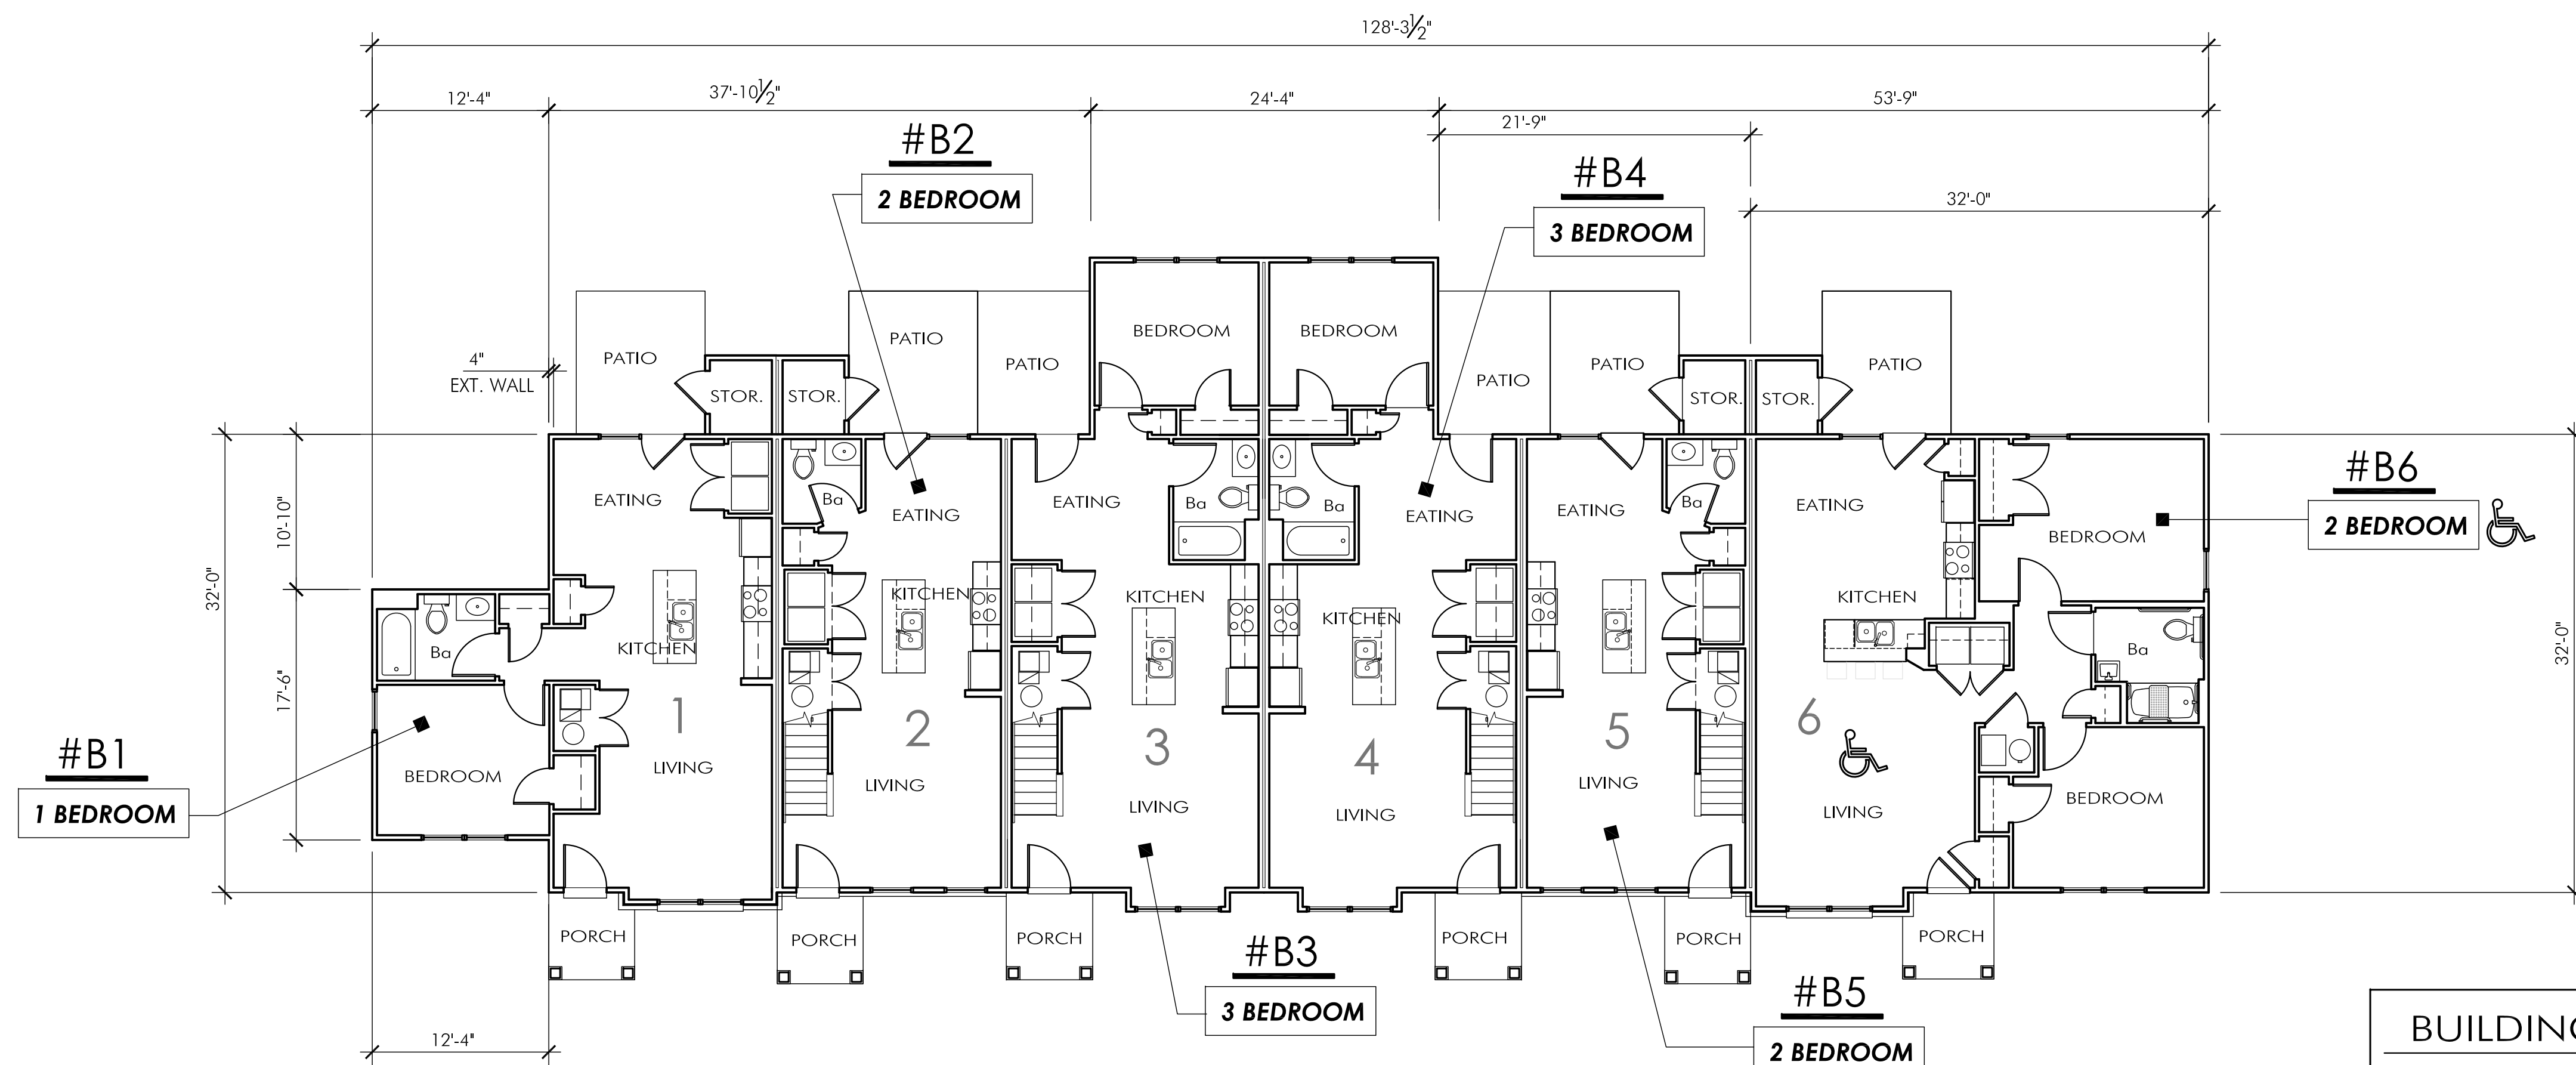 128'-3 1/2"
12'-4"
37'-10 1/2"
24'-4"
53'-9"
21'-9"
#B2
2 BEDROOM
#B4
3 BEDROOM
32'-0"
4"
EXT. WALL
PATIO
STOR.
STOR.
PATIO
PATIO
BEDROOM
BEDROOM
PATIO
PATIO
STOR.
STOR.
PATIO
#B6
2 BEDROOM
10'-10"
32'-0"
17'-6"
32'-0"
EATING
Ba
EATING
EATING
Ba
Ba
EATING
EATING
Ba
EATING
BEDROOM
KITCHEN
KITCHEN
KITCHEN
KITCHEN
KITCHEN
Ba
Ba
1
2
3
4
5
6
#B1
1 BEDROOM
BEDROOM
LIVING
LIVING
LIVING
LIVING
LIVING
LIVING
BEDROOM
PORCH
PORCH
PORCH
PORCH
PORCH
PORCH
#B3
3 BEDROOM
#B5
2 BEDROOM
12'-4"
BUILDING